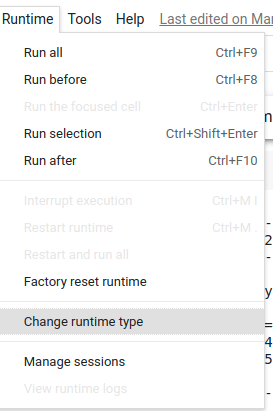 Runtime Tools Help Last edited on Mar
Run all Ctrl+F9
Run before Ctrl+F8
Run the focused cell Ctrl+Enter
Run selection Ctrl+Shift+Enter
Run after Ctrl+F10
Interrupt execution Ctrl+M I
Restart runtime Ctrl+M .
Restart and run all
Factory reset runtime
Change runtime type
Manage sessions
View runtime logs